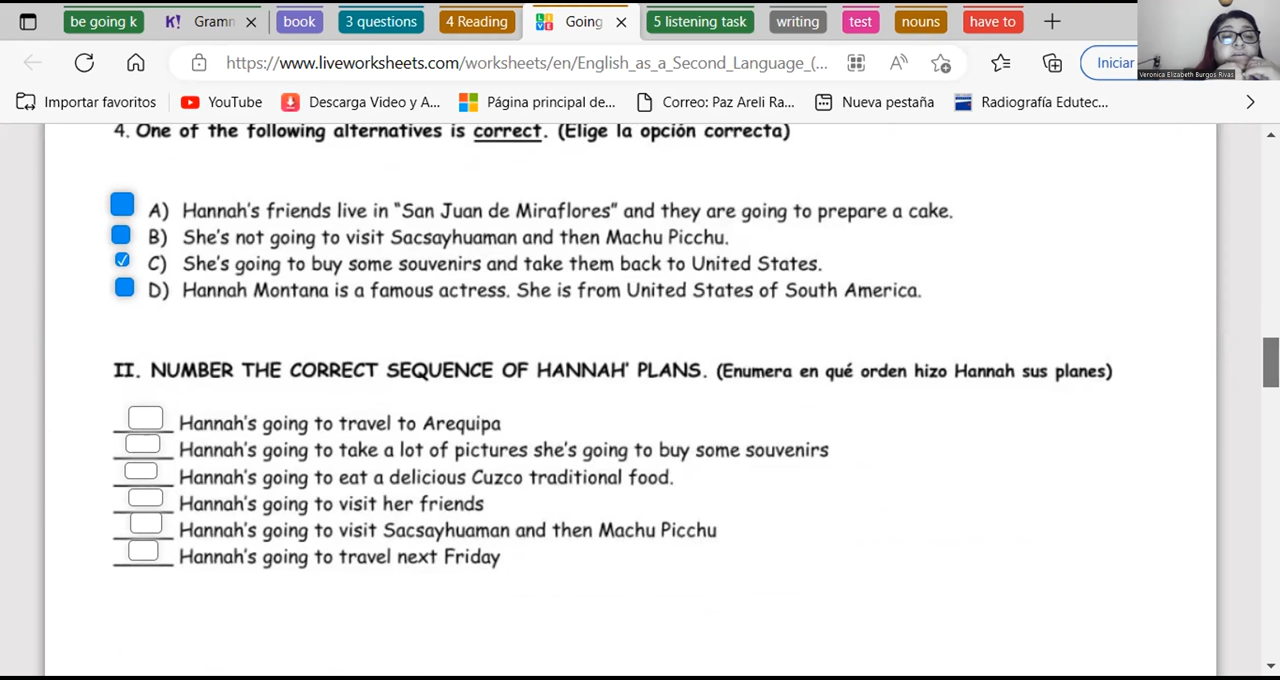 be going k
K! Gramn
book
3 questions
4 Reading
LIVE Going
5 listening task
writing
test
nouns
have to
https://www.liveworksheets.com/worksheets/en/English_as_a_Second_Language_(...
Iniciar
Veronica Elizabeth Burgos Rivas
Importar favoritos
YouTube
Descarga Video y A...
Página principal de...
Correo: Paz Areli Ra...
Nueva pestaña
Radiografía Edutec...
4. One of the following alternatives is correct. (Elige la opción correcta)
A) Hannah's friends live in "San Juan de Miraflores" and they are going to prepare a cake.
B) She's not going to visit Sacsayhuaman and then Machu Picchu.
C) She's going to buy some souvenirs and take them back to United States.
D) Hannah Montana is a famous actress. She is from United States of South America.
II. NUMBER THE CORRECT SEQUENCE OF HANNAH' PLANS. (Enumera en qué orden hizo Hannah sus planes)
Hannah's going to travel to Arequipa
Hannah's going to take a lot of pictures she's going to buy some souvenirs
Hannah's going to eat a delicious Cuzco traditional food.
Hannah's going to visit her friends
Hannah's going to visit Sacsayhuaman and then Machu Picchu
Hannah's going to travel next Friday